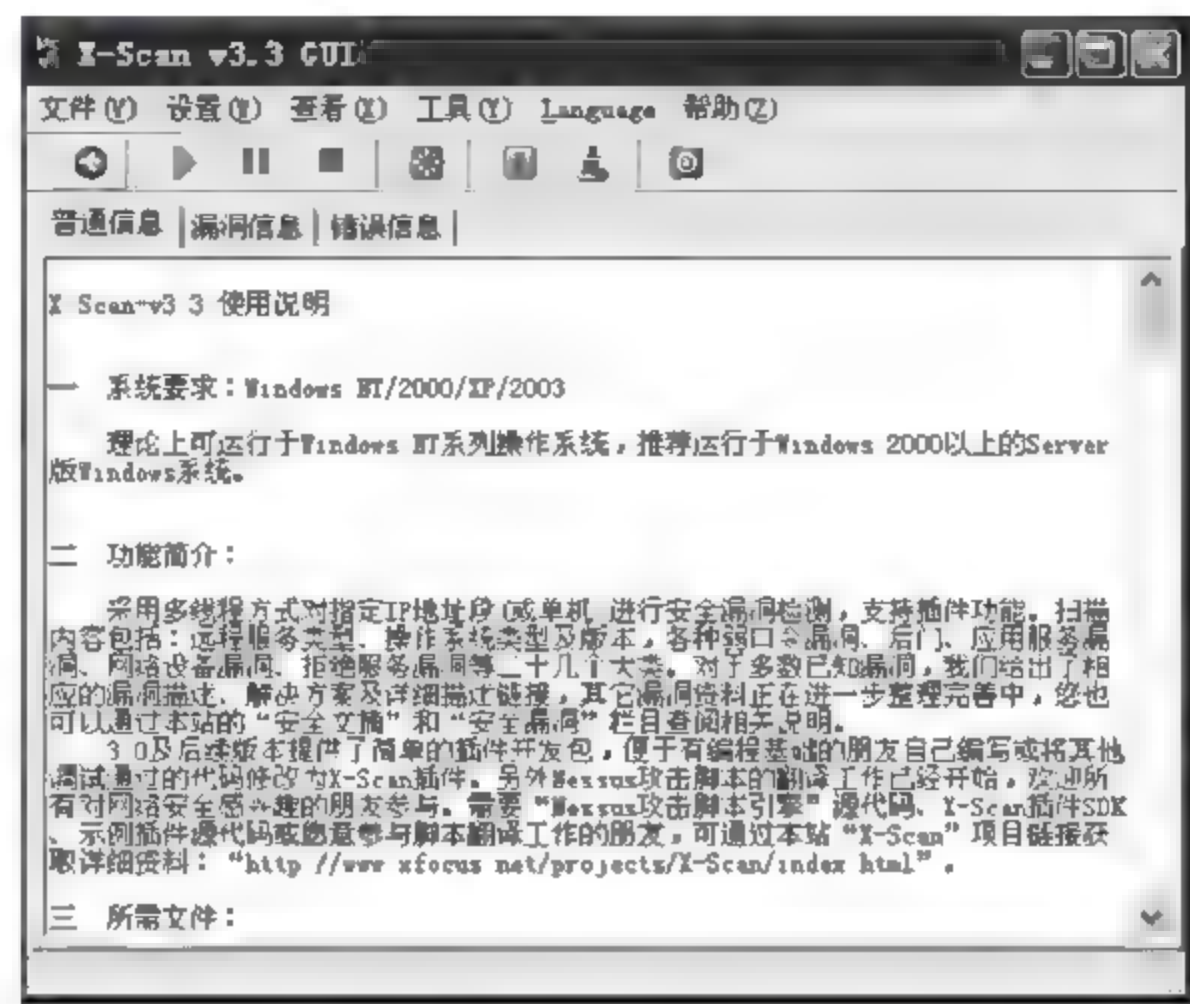 X-Scan v3.3 GUI
文件(V) 设置(W) 查看(X) 工具(Y) Language 帮助(Z)
普通信息 漏洞信息 错误信息
X Scan-v3 3 使用说明
一 系统要求：Windows NT/2000/XP/2003
理论上可运行于Windows NT系列操作系统，推荐运行于Windows 2000以上的Server
版Windows系统。
二 功能简介：
采用多线程方式对指定IP地址段(或单机 进行安全漏洞检测，支持插件功能。扫描
内容包括：远程服务类型、操作系统类型及版本，各种弱口令漏洞、后门、应用服务漏
洞、网络设备漏洞、拒绝服务漏洞等二十几个大类。对于多数已知漏洞，我们给出了相
应的漏洞描述、解决方案及详细描述链接，其它漏洞资料正在进一步整理完善中，您也
可以通过本站的“安全文摘”和“安全漏洞”栏目查阅相关说明。
3 0及后续版本提供了简单的插件开发包，便于有编程基础的朋友自己编写或将其他
调试通过的代码修改为X-Scan插件。另外Nessus攻击脚本的翻译工作已经开始，欢迎所
有对网络安全感兴趣的朋友参与。需要“Nessus攻击脚本引擎”源代码、X-Scan插件SDK
、示例插件源代码或愿意参与脚本翻译工作的朋友，可通过本站“X-Scan”项目链接获
取详细资料：“http //www xfocus net/projects/X-Scan/index html”。
三 所需文件：